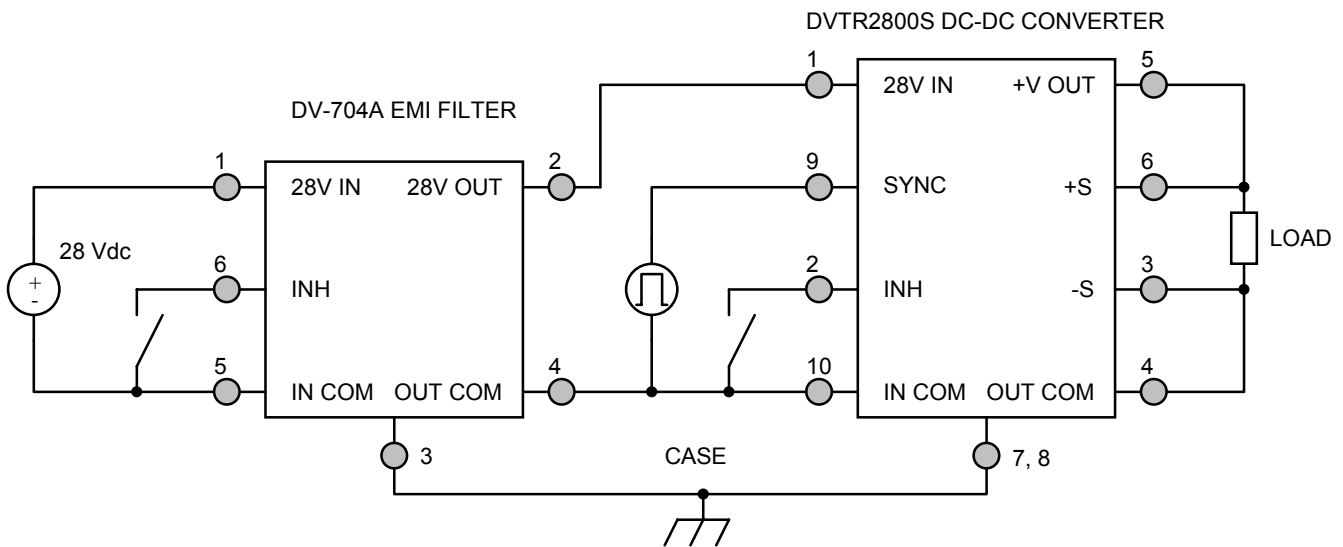 DVTR2800S DC-DC CONVERTER
1
5
28V IN
+V OUT
DV-704A EMI FILTER
1
2
9
6
28V IN
28V OUT
SYNC
+S
28 Vdc
+
-
6
2
3
LOAD
INH
INH
-S
5
4
10
4
IN COM
OUT COM
IN COM
OUT COM
3
CASE
7, 8